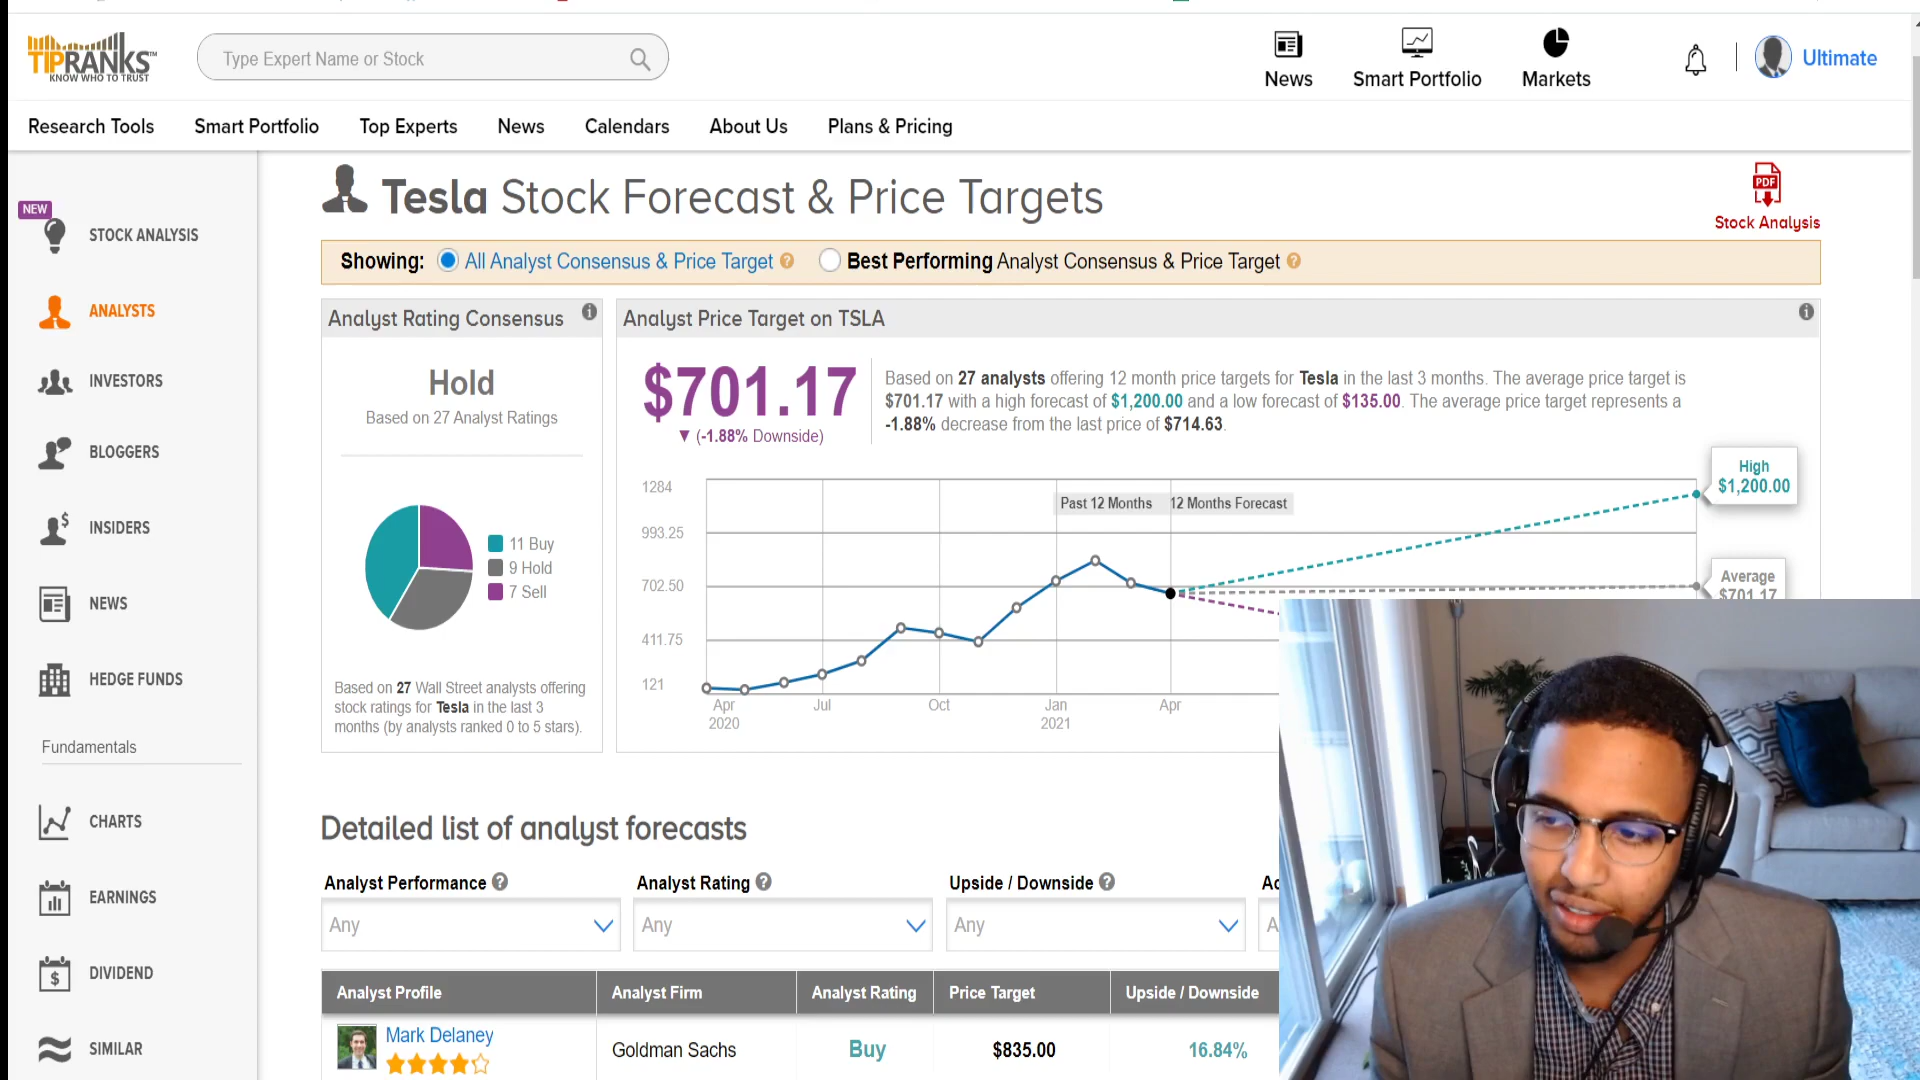 TIPRANKS™
KNOW WHO TO TRUST
Type Expert Name or Stock
News
Smart Portfolio
Markets
Ultimate
Research Tools
Smart Portfolio
Top Experts
News
Calendars
About Us
Plans & Pricing
NEW
STOCK ANALYSIS
ANALYSTS
INVESTORS
BLOGGERS
INSIDERS
NEWS
HEDGE FUNDS
Fundamentals
CHARTS
EARNINGS
DIVIDEND
SIMILAR
Tesla Stock Forecast & Price Targets
PDF
Stock Analysis
Showing: All Analyst Consensus & Price Target ? Best Performing Analyst Consensus & Price Target ?
Analyst Rating Consensus
Hold
Based on 27 Analyst Ratings
11 Buy
9 Hold
7 Sell
Based on 27 Wall Street analysts offering
stock ratings for Tesla in the last 3
months (by analysts ranked 0 to 5 stars).
Analyst Price Target on TSLA
$701.17
▼ (-1.88% Downside)
Based on 27 analysts offering 12 month price targets for Tesla in the last 3 months. The average price target is
$701.17 with a high forecast of $1,200.00 and a low forecast of $135.00. The average price target represents a
-1.88% decrease from the last price of $714.63.
1284
993.25
702.50
411.75
121
Past 12 Months
12 Months Forecast
High
$1,200.00
Average
$701.17
Apr
2020
Jul
Oct
Jan
2021
Apr
Detailed list of analyst forecasts
Analyst Performance ?
Analyst Rating ?
Upside / Downside ?
Any
Any
Any
Analyst Profile
Analyst Firm
Analyst Rating
Price Target
Upside / Downside
Mark Delaney
Goldman Sachs
Buy
$835.00
16.84%